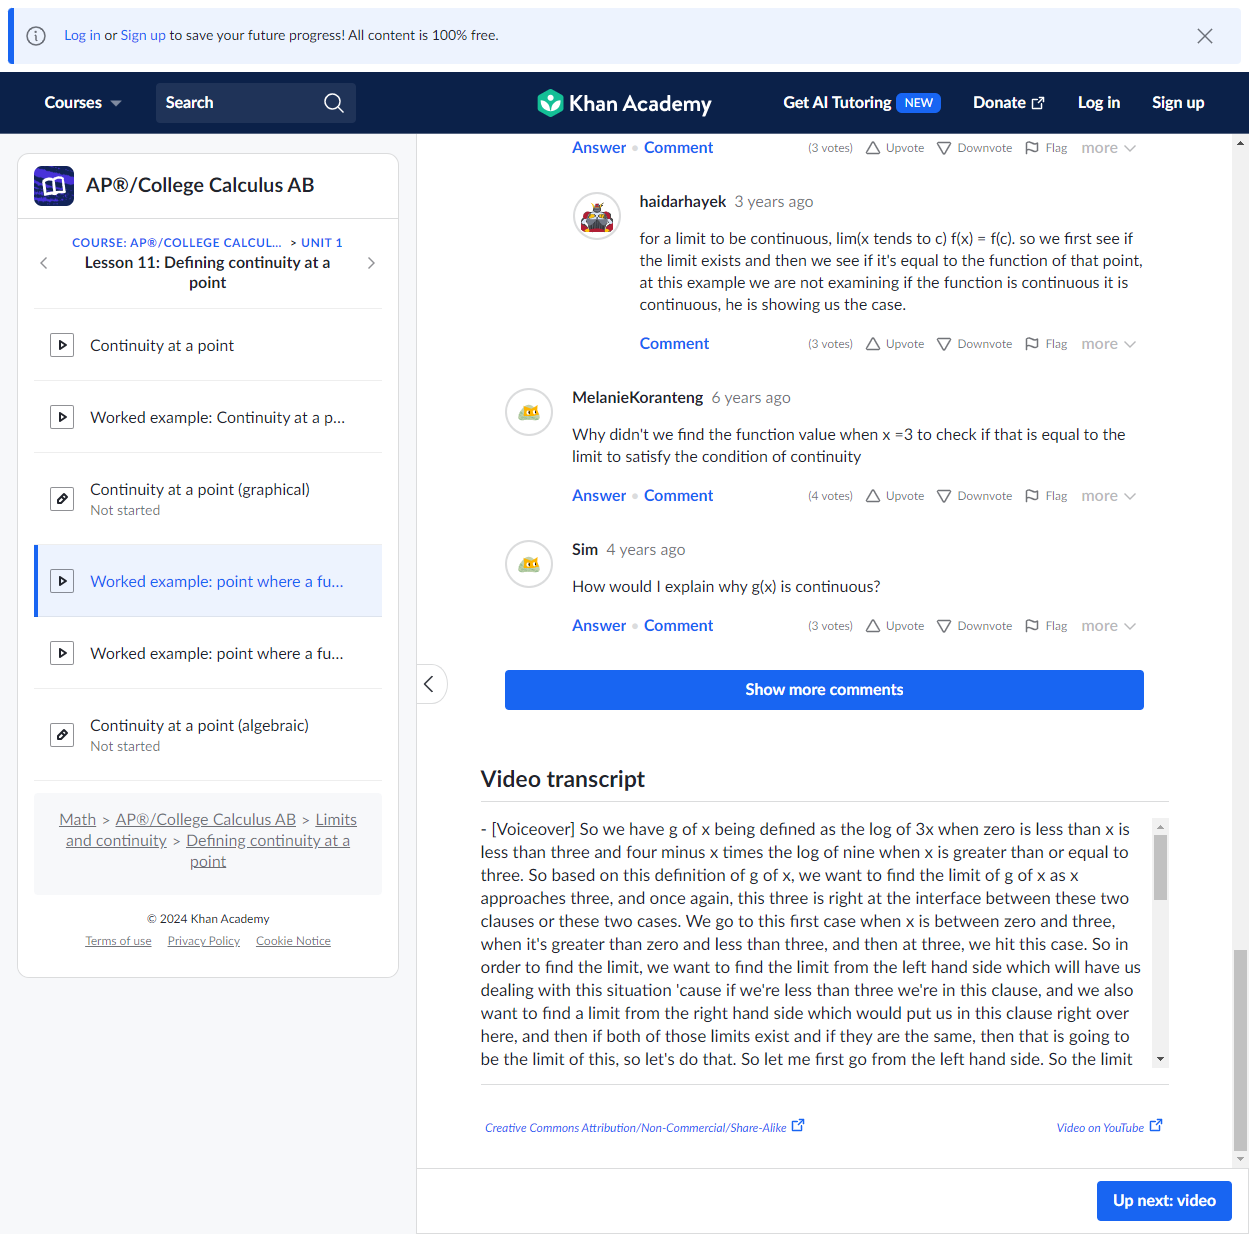 Log in or Sign up to save your future progress! All content is 100% free.
Courses
Search
Khan Academy
Get AI Tutoring NEW
Donate
Log in
Sign up
AP®/College Calculus AB
COURSE: AP®/COLLEGE CALCUL... > UNIT 1
Lesson 11: Defining continuity at a
point
Continuity at a point
Worked example: Continuity at a p...
Continuity at a point (graphical)
Not started
Worked example: point where a fu...
Worked example: point where a fu...
Continuity at a point (algebraic)
Not started
Math > AP®/College Calculus AB > Limits
and continuity > Defining continuity at a
point
© 2024 Khan Academy
Terms of use Privacy Policy Cookie Notice
Answer • Comment (3 votes) Upvote Downvote Flag more
haidarhayek 3 years ago
for a limit to be continuous, lim(x tends to c) f(x) = f(c). so we first see if
the limit exists and then we see if it's equal to the function of that point,
at this example we are not examining if the function is continuous it is
continuous, he is showing us the case.
Comment (3 votes) Upvote Downvote Flag more
MelanieKoranteng 6 years ago
Why didn't we find the function value when x =3 to check if that is equal to the
limit to satisfy the condition of continuity
Answer • Comment (4 votes) Upvote Downvote Flag more
Sim 4 years ago
How would I explain why g(x) is continuous?
Answer • Comment (3 votes) Upvote Downvote Flag more
Show more comments
Video transcript
- [Voiceover] So we have g of x being defined as the log of 3x when zero is less than x is
less than three and four minus x times the log of nine when x is greater than or equal to
three. So based on this definition of g of x, we want to find the limit of g of x as x
approaches three, and once again, this three is right at the interface between these two
clauses or these two cases. We go to this first case when x is between zero and three,
when it's greater than zero and less than three, and then at three, we hit this case. So in
order to find the limit, we want to find the limit from the left hand side which will have us
dealing with this situation 'cause if we're less than three we're in this clause, and we also
want to find a limit from the right hand side which would put us in this clause right over
here, and then if both of those limits exist and if they are the same, then that is going to
be the limit of this, so let's do that. So let me first go from the left hand side. So the limit
Creative Commons Attribution/Non-Commercial/Share-Alike
Video on YouTube
Up next: video